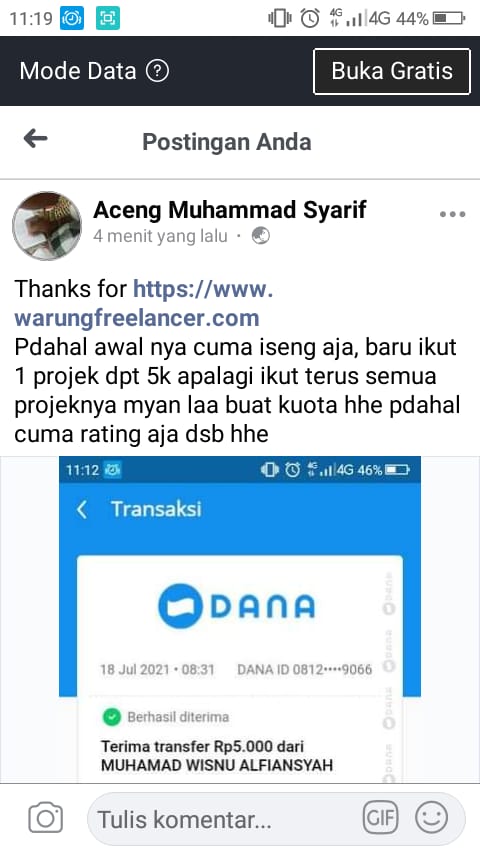 11:19 4G 44%
Mode Data ? Buka Gratis
Postingan Anda
Aceng Muhammad Syarif
4 menit yang lalu ·
Thanks for https://www.
warungfreelancer.com
Pdahal awal nya cuma iseng aja, baru ikut
1 projek dpt 5k apalagi ikut terus semua
projeknya myan laa buat kuota hhe pdahal
cuma rating aja dsb hhe
11:12 4G 46%
Transaksi
DANA
18 Jul 2021 • 08:31 DANA ID 0812••••9066
Berhasil diterima
Terima transfer Rp5.000 dari
MUHAMAD WISNU ALFIANSYAH
DANA
DANA
DANA
DANA
Tulis komentar... GIF